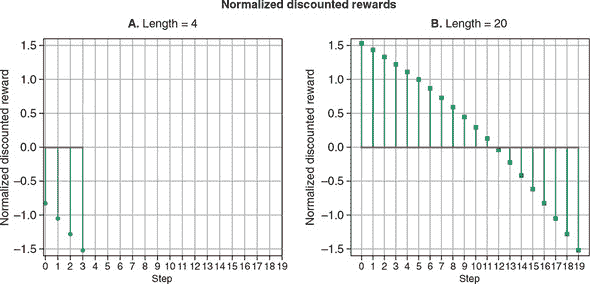 Normalized discounted rewards
A. Length = 4
Normalized discounted reward
1.5
1.0
0.5
0.0
−0.5
−1.0
−1.5
0 1 2 3 4 5 6 7 8 9 10 11 12 13 14 15 16 17 18 19
Step
B. Length = 20
Normalized discounted reward
1.5
1.0
0.5
0.0
−0.5
−1.0
−1.5
0 1 2 3 4 5 6 7 8 9 10 11 12 13 14 15 16 17 18 19
Step